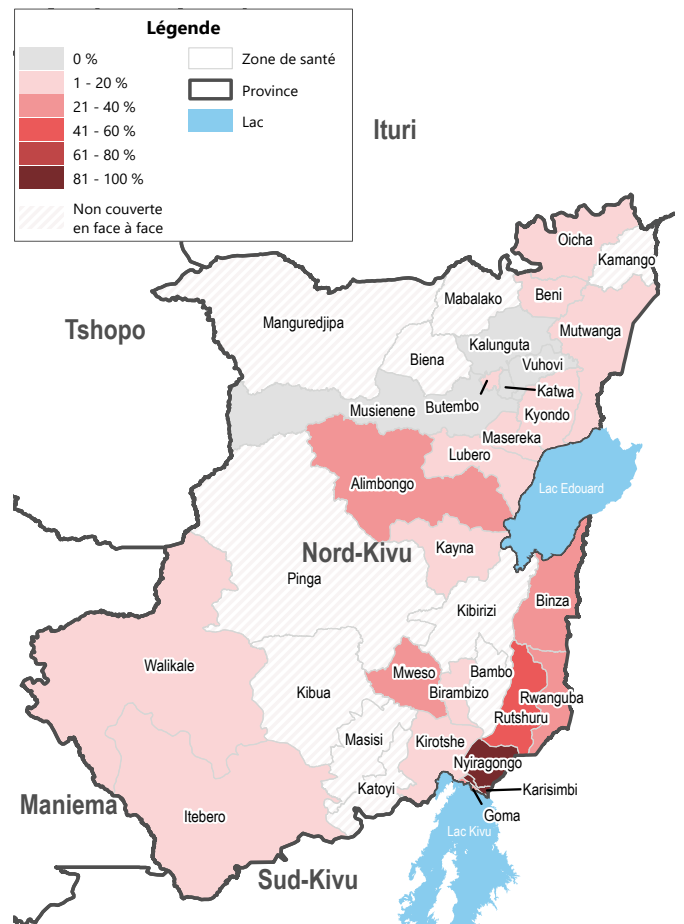 Légende
0 %
1 - 20 %
21 - 40 %
41 - 60 %
61 - 80 %
81 - 100 %
Non couverte
en face à face
Zone de santé
Province
Lac
Ituri
Oicha
Kamango
Mabalako
Beni
Manguredjipa
Tshopo
Mutwanga
Kalunguta
Biena
Vuhovi
Katwa
Musienene
Butembo
Kyondo
Masereka
Lubero
Alimbongo
Lac Edouard
Kayna
Nord-Kivu
Pinga
Binza
Kibirizi
Walikale
Mweso
Bambo
Kibua
Birambizo
Rwanguba
Rutshuru
Masisi
Kirotshe
Nyiragongo
Katoyi
Karisimbi
Maniema
Itebero
Goma
Lac Kivu
Sud-Kivu